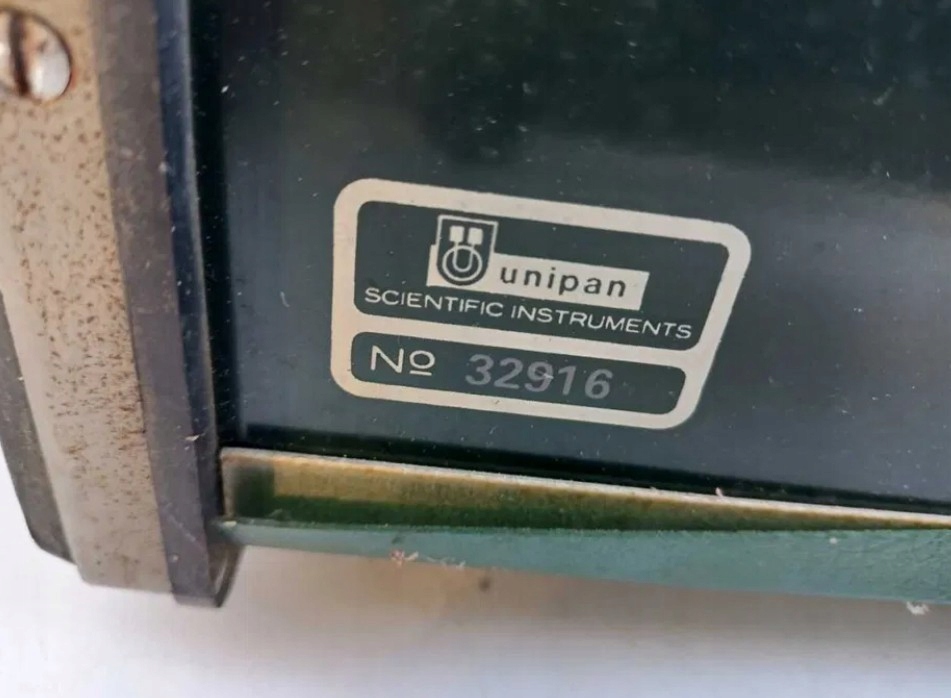 unipan
SCIENTIFIC INSTRUMENTS
Nº 32916